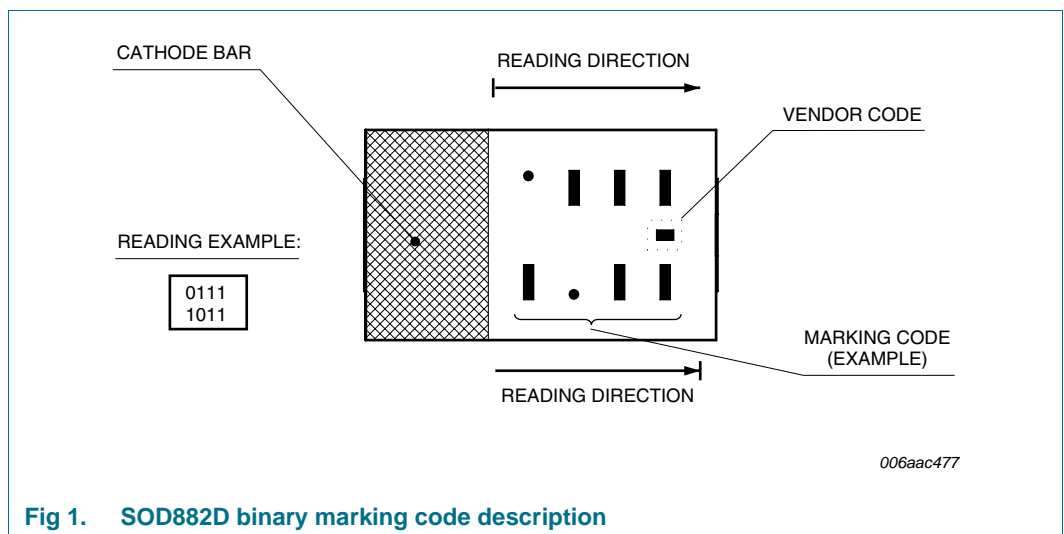 CATHODE BAR
READING DIRECTION
VENDOR CODE
READING EXAMPLE:
0111
1011
MARKING CODE
(EXAMPLE)
READING DIRECTION
006aac477
Fig 1. SOD882D binary marking code description